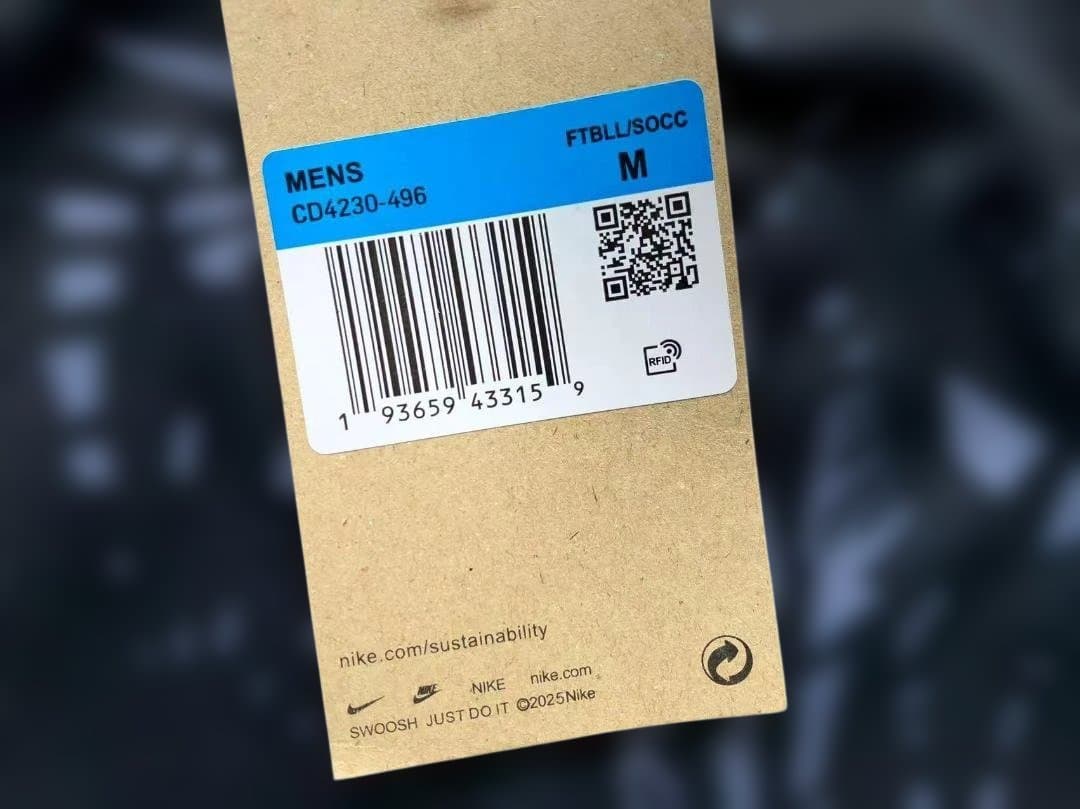 MENS
FTBLL/SOCC
CD4230-496
M
1 93659 43315 9
RFID
nike.com/sustainability
NIKE NIKE nike.com
SWOOSH JUST DO IT ©2025Nike